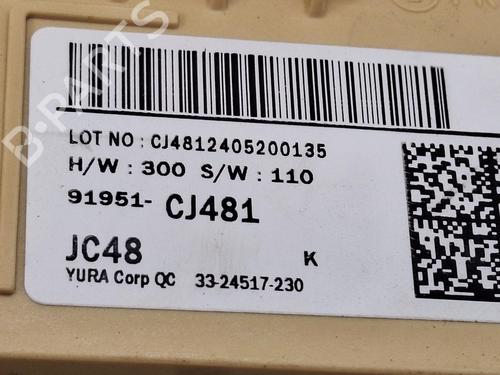 B-PARTS
LOT NO : CJ4812405200135
H/W : 300 S/W : 110
91951- CJ481
JC48 K
YURA Corp QC 33-24517-230